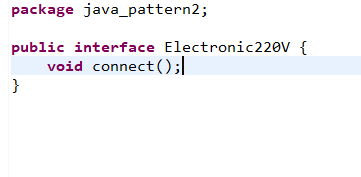 package java_pattern2;
public interface Electronic220V {
    void connect();
}